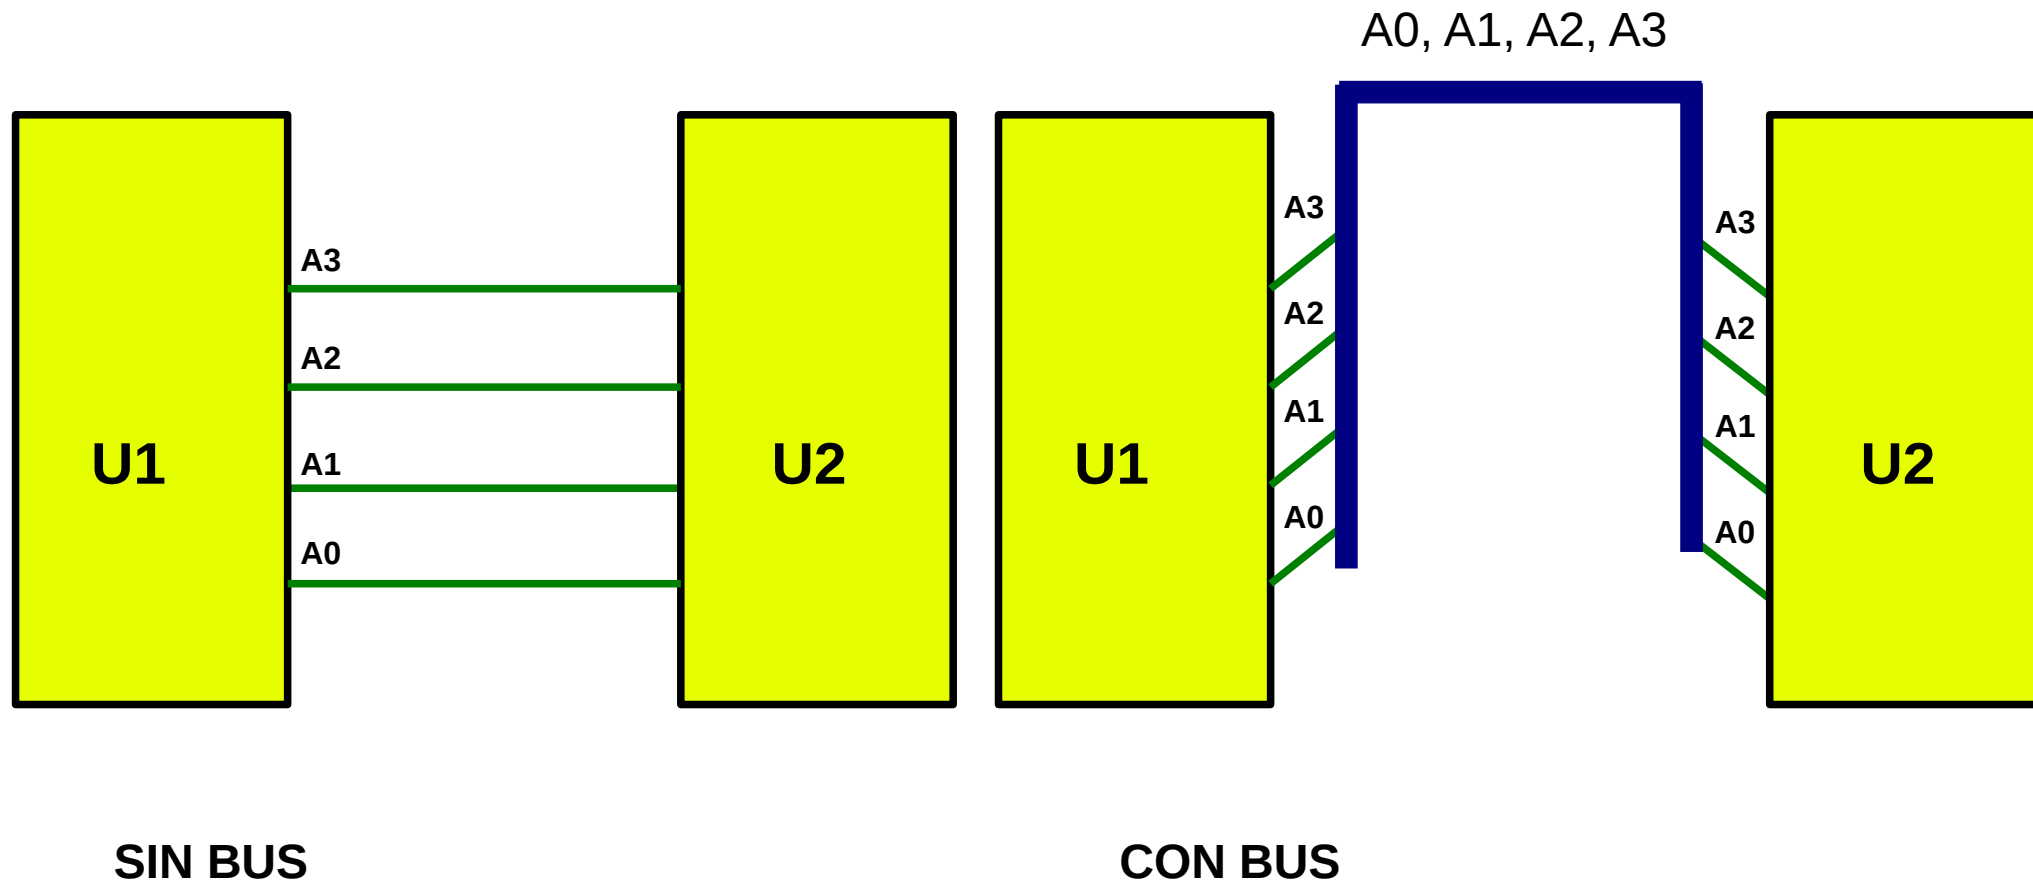 A0, A1, A2, A3
A3
A2
A1
A0
U1
U2
SIN BUS
A3
A2
A1
A0
U1
A3
A2
A1
A0
U2
CON BUS